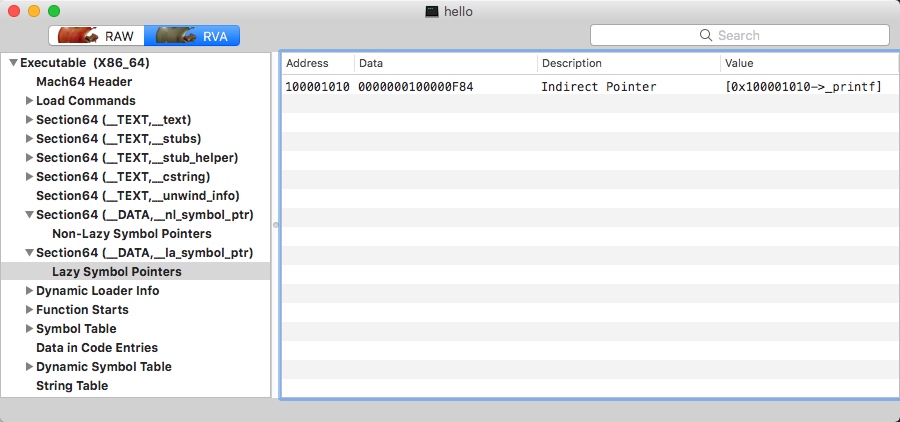 hello
RAW RVA Search
Executable (X86_64)
Mach64 Header
Load Commands
Section64 (__TEXT,__text)
Section64 (__TEXT,__stubs)
Section64 (__TEXT,__stub_helper)
Section64 (__TEXT,__cstring)
Section64 (__TEXT,__unwind_info)
Section64 (__DATA,__nl_symbol_ptr)
Non-Lazy Symbol Pointers
Section64 (__DATA,__la_symbol_ptr)
Lazy Symbol Pointers
Dynamic Loader Info
Function Starts
Symbol Table
Data in Code Entries
Dynamic Symbol Table
String Table
Address Data Description Value
100001010 0000000100000F84 Indirect Pointer [0x100001010->_printf]